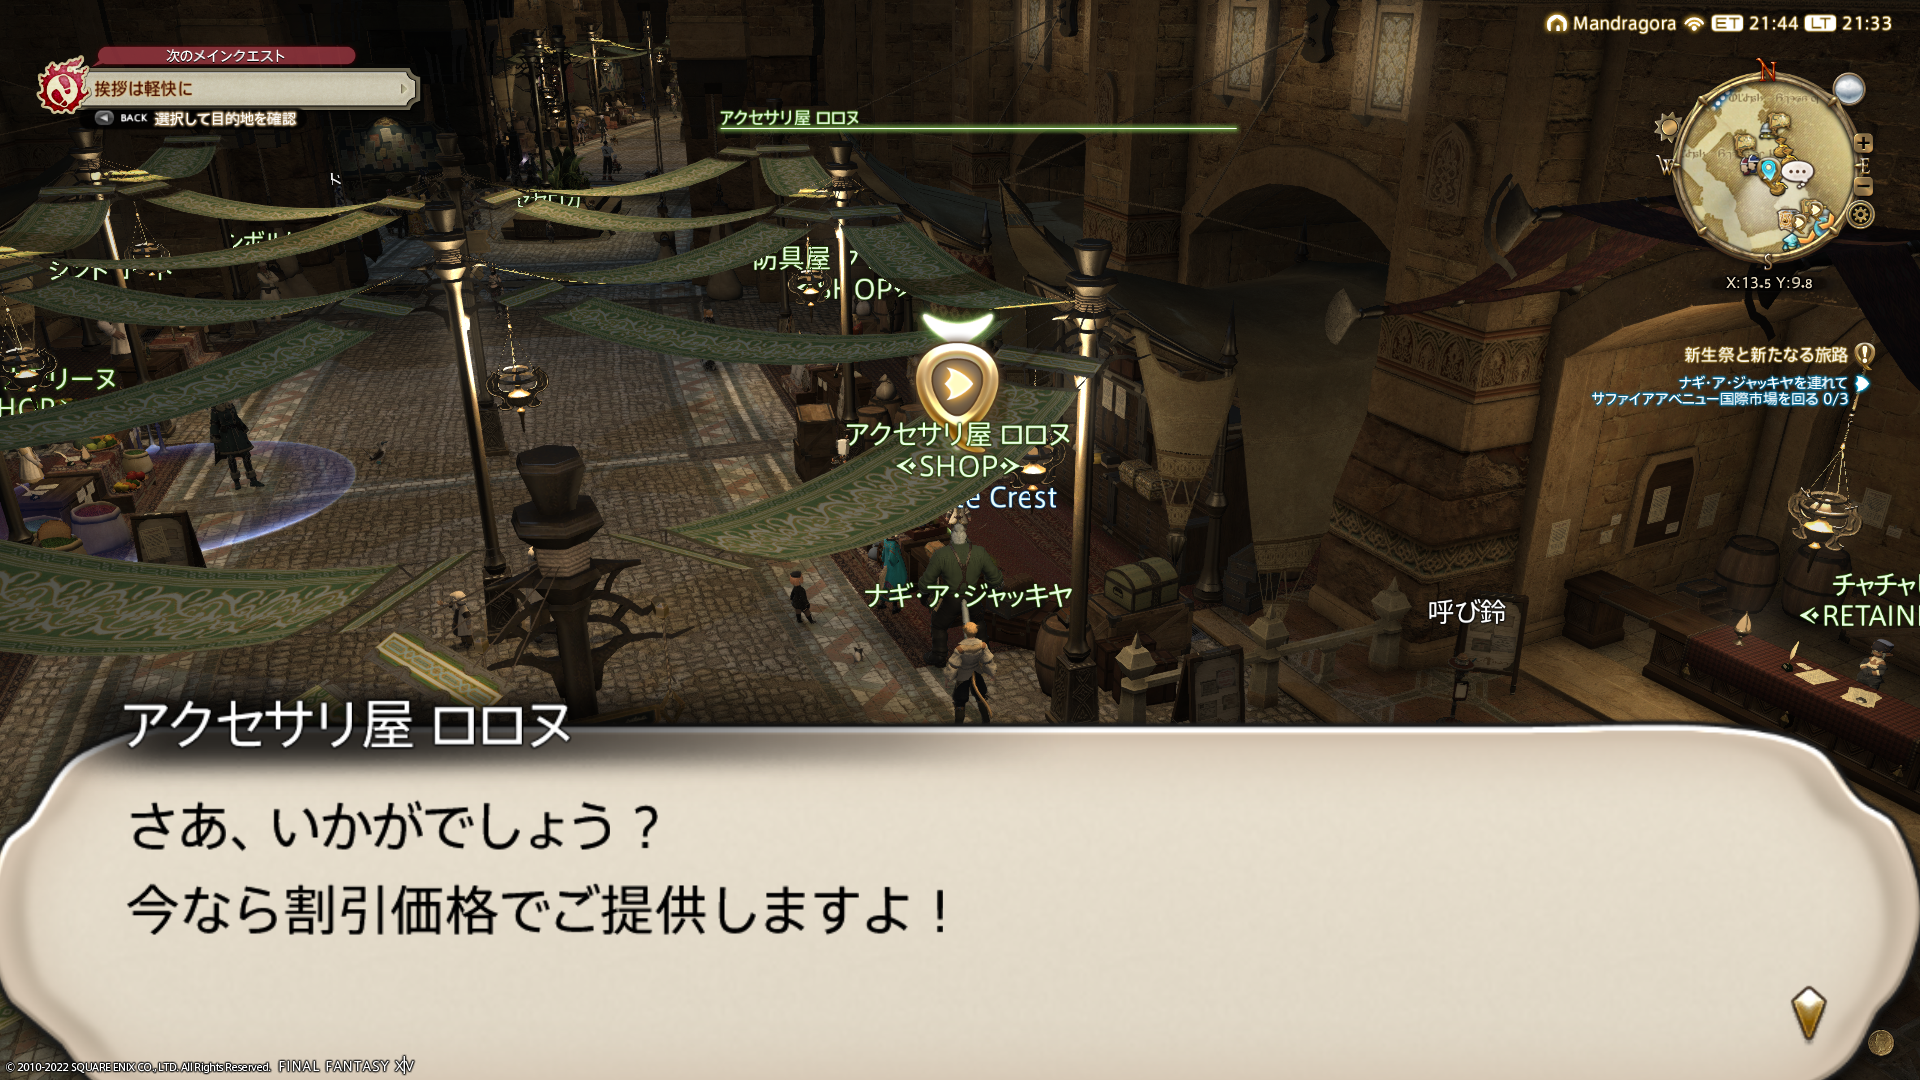 Mandragora ET 21:44 LT 21:33
次のメインクエスト
挨拶は軽快に
BACK 選択して目的地を確認
アクセサリ屋 ロロヌ
N
W
E
S
X:13.5 Y:9.8
防具屋
SHOP
リーヌ
新生祭と新たなる旅路
ナギ・ア・ジャッキヤを連れて
サファイアアベニュー国際市場を回る 0/3
アクセサリ屋 ロロヌ
<SHOP>
Crest
ナギ・ア・ジャッキヤ
呼び鈴
チャチャ
アクセサリ屋 ロロヌ
さあ、いかがでしょう？
今なら割引価格でご提供しますよ！
© 2010-2022 SQUARE ENIX CO., LTD. All Rights Reserved. FINAL FANTASY XIV